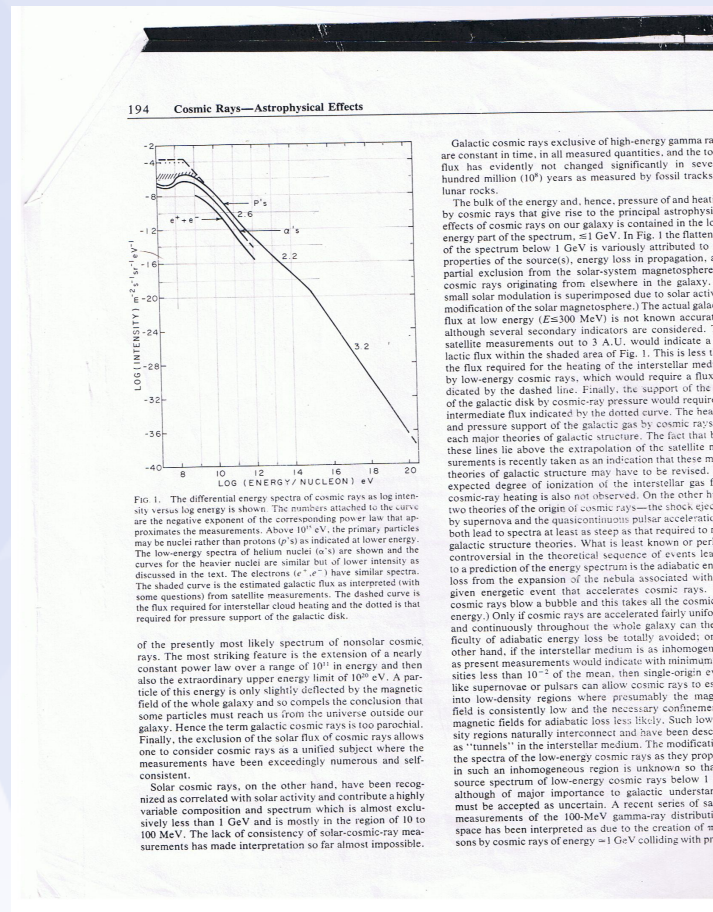 194 Cosmic Rays—Astrophysical Effects
-2
-4
-8
-12
-16
-20
-24
-28
-32
-36
-40
LOG (INTENSITY) m⁻²s⁻¹sr⁻¹eV⁻¹
P's
e⁺+e⁻
2.6
α's
2.2
3.2
8 10 12 14 16 18 20
LOG (ENERGY/NUCLEON) eV
FIG. 1. The differential energy spectra of cosmic rays as log inten-
sity versus log energy is shown. The numbers attached to the curve
are the negative exponent of the corresponding power law that ap-
proximates the measurements. Above 10¹⁵ eV, the primary particles
may be nuclei rather than protons (p's) as indicated at lower energy.
The low-energy spectra of helium nuclei (α's) are shown and the
curves for the heavier nuclei are similar but of lower intensity as
discussed in the text. The electrons (e⁺,e⁻) have similar spectra.
The shaded curve is the estimated galactic flux as interpreted (with
some questions) from satellite measurements. The dashed curve is
the flux required for interstellar cloud heating and the dotted is that
required for pressure support of the galactic disk.
of the presently most likely spectrum of nonsolar cosmic
rays. The most striking feature is the extension of a nearly
constant power law over a range of 10¹¹ in energy and then
also the extraordinary upper energy limit of 10²⁰ eV. A par-
ticle of this energy is only slightly deflected by the magnetic
field of the whole galaxy and so compels the conclusion that
some particles must reach us from the universe outside our
galaxy. Hence the term galactic cosmic rays is too parochial.
Finally, the exclusion of the solar flux of cosmic rays allows
one to consider cosmic rays as a unified subject where the
measurements have been exceedingly numerous and self-
consistent.
Solar cosmic rays, on the other hand, have been recog-
nized as correlated with solar activity and contribute a highly
variable composition and spectrum which is almost exclu-
sively less than 1 GeV and is mostly in the region of 10 to
100 MeV. The lack of consistency of solar-cosmic-ray mea-
surements has made interpretation so far almost impossible.
Galactic cosmic rays exclusive of high-energy gamma ra
are constant in time, in all measured quantities, and the to
flux has evidently not changed significantly in seve
hundred million (10⁸) years as measured by fossil tracks
lunar rocks.
The bulk of the energy and, hence, pressure of and heat
by cosmic rays that give rise to the principal astrophysi
effects of cosmic rays on our galaxy is contained in the lo
energy part of the spectrum, ≤1 GeV. In Fig. 1 the flatten
of the spectrum below 1 GeV is variously attributed to
properties of the source(s), energy loss in propagation, a
partial exclusion from the solar-system magnetosphere
cosmic rays originating from elsewhere in the galaxy.
small solar modulation is superimposed due to solar activ
modification of the solar magnetosphere.) The actual gala
flux at low energy (E≤300 MeV) is not known accurat
although several secondary indicators are considered.
satellite measurements out to 3 A.U. would indicate a
lactic flux within the shaded area of Fig. 1. This is less t
the flux required for the heating of the interstellar med
by low-energy cosmic rays, which would require a flux
dicated by the dashed line. Finally, the support of the
of the galactic disk by cosmic-ray pressure would require
intermediate flux indicated by the dotted curve. The hea
and pressure support of the galactic gas by cosmic rays
each major theories of galactic structure. The fact that b
these lines lie above the extrapolation of the satellite m
surements is recently taken as an indication that these m
theories of galactic structure may have to be revised.
expected degree of ionization of the interstellar gas f
cosmic-ray heating is also not observed. On the other h
two theories of the origin of cosmic rays—the shock ejec
by supernova and the quasicontinuous pulsar acceleratic
both lead to spectra at least as steep as that required to r
galactic structure theories. What is least known or perh
controversial in the theoretical sequence of events lea
to a prediction of the energy spectrum is the adiabatic en
loss from the expansion of the nebula associated with
given energetic event that accelerates cosmic rays.
cosmic rays blow a bubble and this takes all the cosmic
energy.) Only if cosmic rays are accelerated fairly unifo
and continuously throughout the whole galaxy can the
ficulty of adiabatic energy loss be totally avoided; or
other hand, if the interstellar medium is as inhomogen
as present measurements would indicate with minimum
sities less than 10⁻² of the mean, then single-origin ev
like supernovae or pulsars can allow cosmic rays to es
into low-density regions where presumably the mag
field is consistently low and the necessary confinemen
magnetic fields for adiabatic loss less likely. Such low
sity regions naturally interconnect and have been desc
as "tunnels" in the interstellar medium. The modificati
the spectra of the low-energy cosmic rays as they prop
in such an inhomogeneous region is unknown so tha
source spectrum of low-energy cosmic rays below 1
although of major importance to galactic understan
must be accepted as uncertain. A recent series of sa
measurements of the 100-MeV gamma-ray distributi
space has been interpreted as due to the creation of π
sons by cosmic rays of energy ≃1 GeV colliding with pr